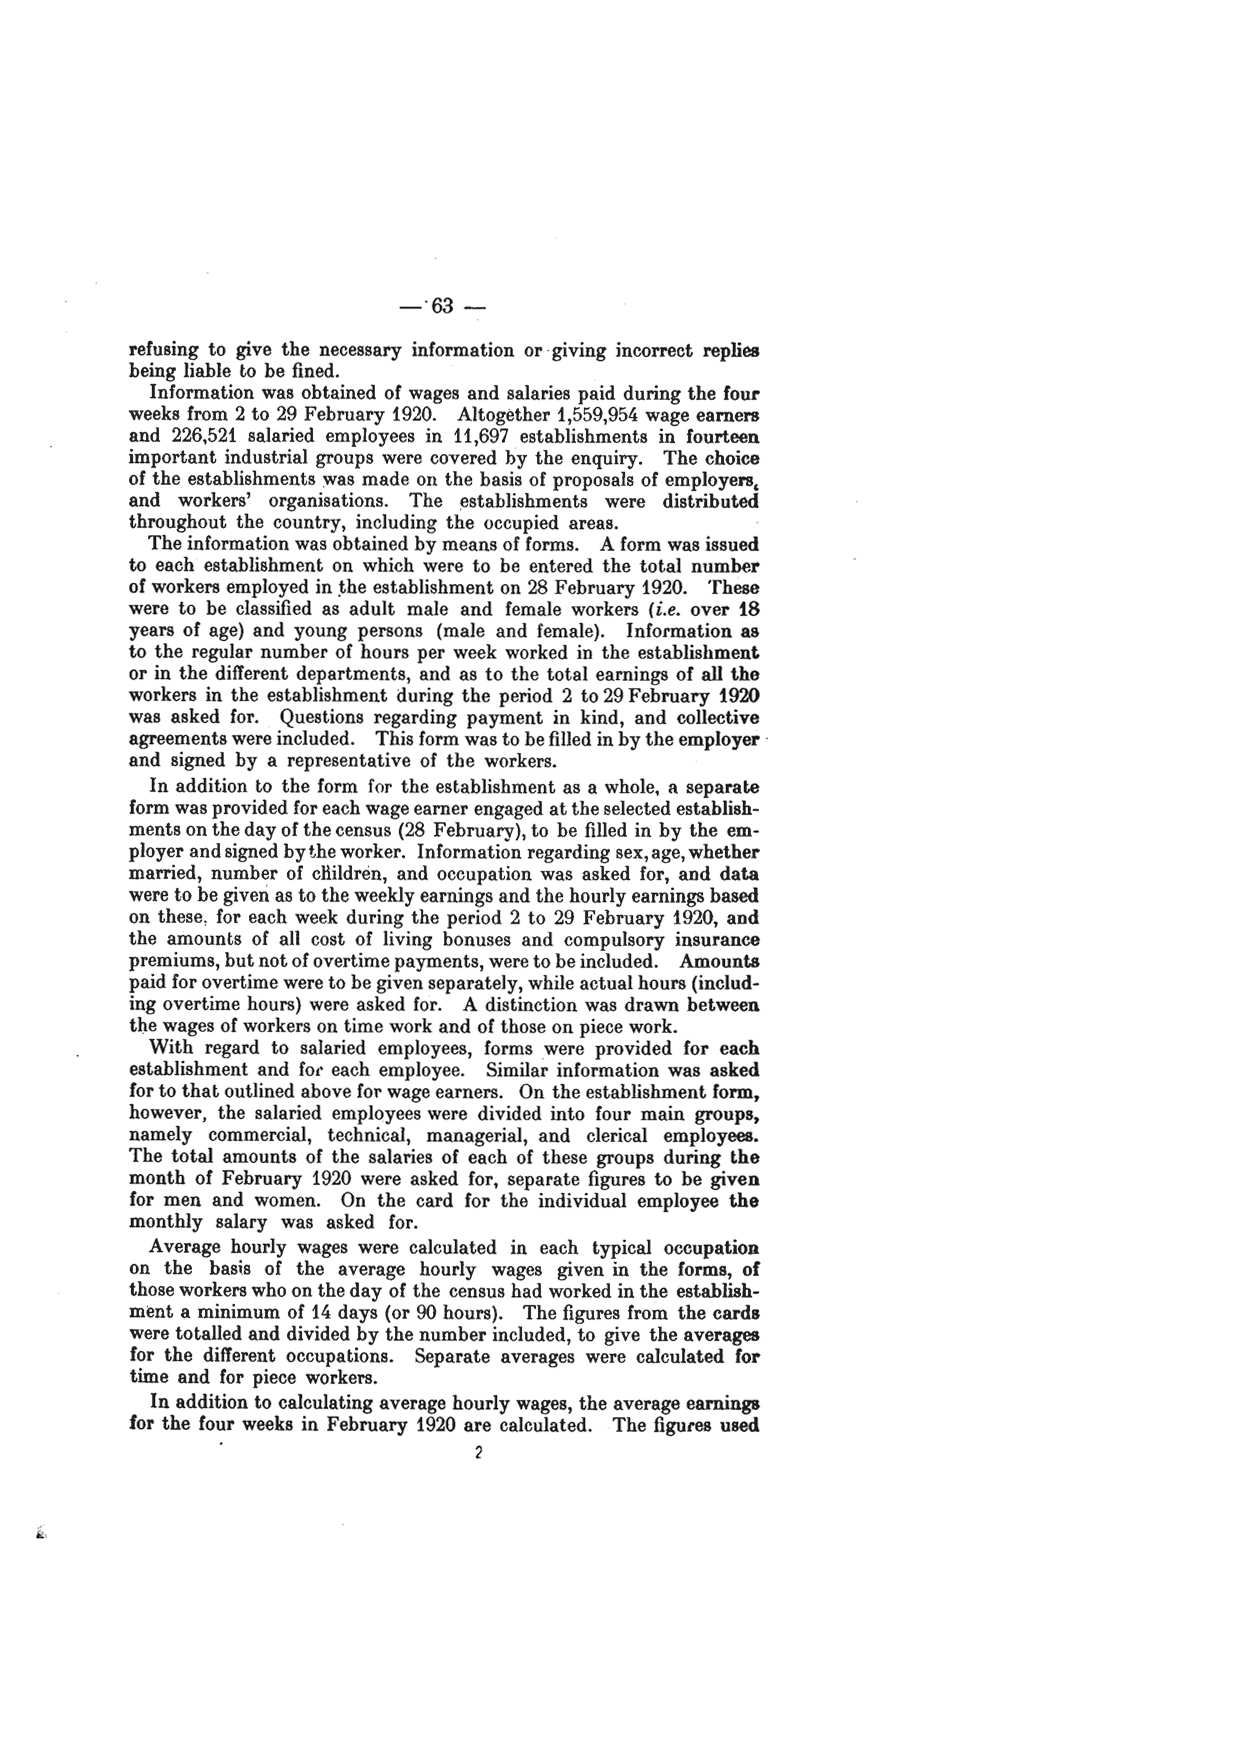 — 63 —
refusing to give the necessary information or giving incorrect replies
being liable to be fined.
Information was obtained of wages and salaries paid during the four
weeks from 2 to 29 February 1920. Altogether 1,559,954 wage earners
and 226,521 salaried employees in 11,697 establishments in fourteen
important industrial groups were covered by the enquiry. The choice
of the establishments was made on the basis of proposals of employers,
and workers' organisations. The establishments were distributed
throughout the country, including the occupied areas.
The information was obtained by means of forms. A form was issued
to each establishment on which were to be entered the total number
of workers employed in the establishment on 28 February 1920. These
were to be classified as adult male and female workers (i.e. over 18
years of age) and young persons (male and female). Information as
to the regular number of hours per week worked in the establishment
or in the different departments, and as to the total earnings of all the
workers in the establishment during the period 2 to 29 February 1920
was asked for. Questions regarding payment in kind, and collective
agreements were included. This form was to be filled in by the employer
and signed by a representative of the workers.
In addition to the form for the establishment as a whole, a separate
form was provided for each wage earner engaged at the selected establish-
ments on the day of the census (28 February), to be filled in by the em-
ployer and signed by the worker. Information regarding sex, age, whether
married, number of children, and occupation was asked for, and data
were to be given as to the weekly earnings and the hourly earnings based
on these, for each week during the period 2 to 29 February 1920, and
the amounts of all cost of living bonuses and compulsory insurance
premiums, but not of overtime payments, were to be included. Amounts
paid for overtime were to be given separately, while actual hours (includ-
ing overtime hours) were asked for. A distinction was drawn between
the wages of workers on time work and of those on piece work.
With regard to salaried employees, forms were provided for each
establishment and for each employee. Similar information was asked
for to that outlined above for wage earners. On the establishment form,
however, the salaried employees were divided into four main groups,
namely commercial, technical, managerial, and clerical employees.
The total amounts of the salaries of each of these groups during the
month of February 1920 were asked for, separate figures to be given
for men and women. On the card for the individual employee the
monthly salary was asked for.
Average hourly wages were calculated in each typical occupation
on the basis of the average hourly wages given in the forms, of
those workers who on the day of the census had worked in the establish-
ment a minimum of 14 days (or 90 hours). The figures from the cards
were totalled and divided by the number included, to give the averages
for the different occupations. Separate averages were calculated for
time and for piece workers.
In addition to calculating average hourly wages, the average earnings
for the four weeks in February 1920 are calculated. The figures used
2